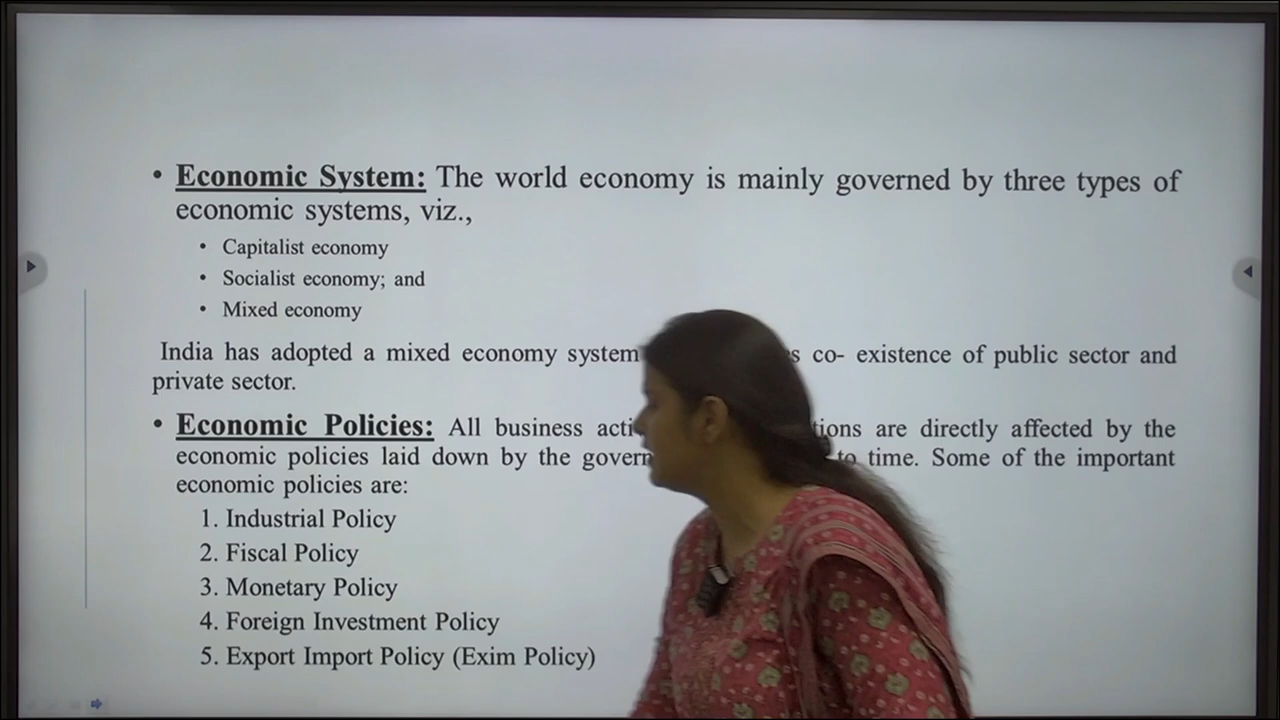 • Economic System: The world economy is mainly governed by three types of
economic systems, viz.,
• Capitalist economy
• Socialist economy; and
• Mixed economy
India has adopted a mixed economy system co- existence of public sector and
private sector.
• Economic Policies: All business are directly affected by the
economic policies laid down by the to time. Some of the important
economic policies are:
1. Industrial Policy
2. Fiscal Policy
3. Monetary Policy
4. Foreign Investment Policy
5. Export Import Policy (Exim Policy)